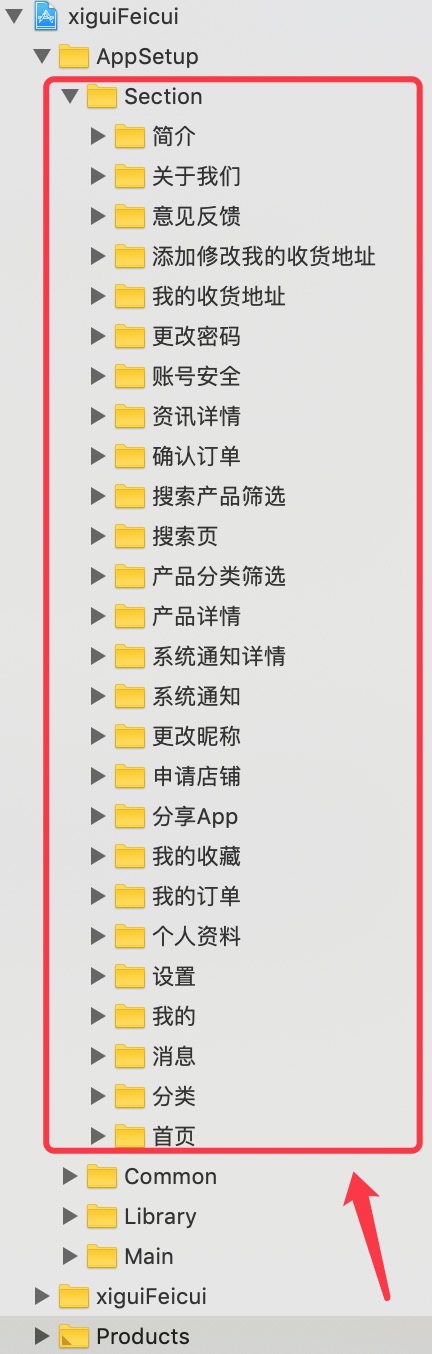 xiguiFeicui
AppSetup
Section
简介
关于我们
意见反馈
添加修改我的收货地址
我的收货地址
更改密码
账号安全
资讯详情
确认订单
搜索产品筛选
搜索页
产品分类筛选
产品详情
系统通知详情
系统通知
更改昵称
申请店铺
分享App
我的收藏
我的订单
个人资料
设置
我的
消息
分类
首页
Common
Library
Main
xiguiFeicui
Products